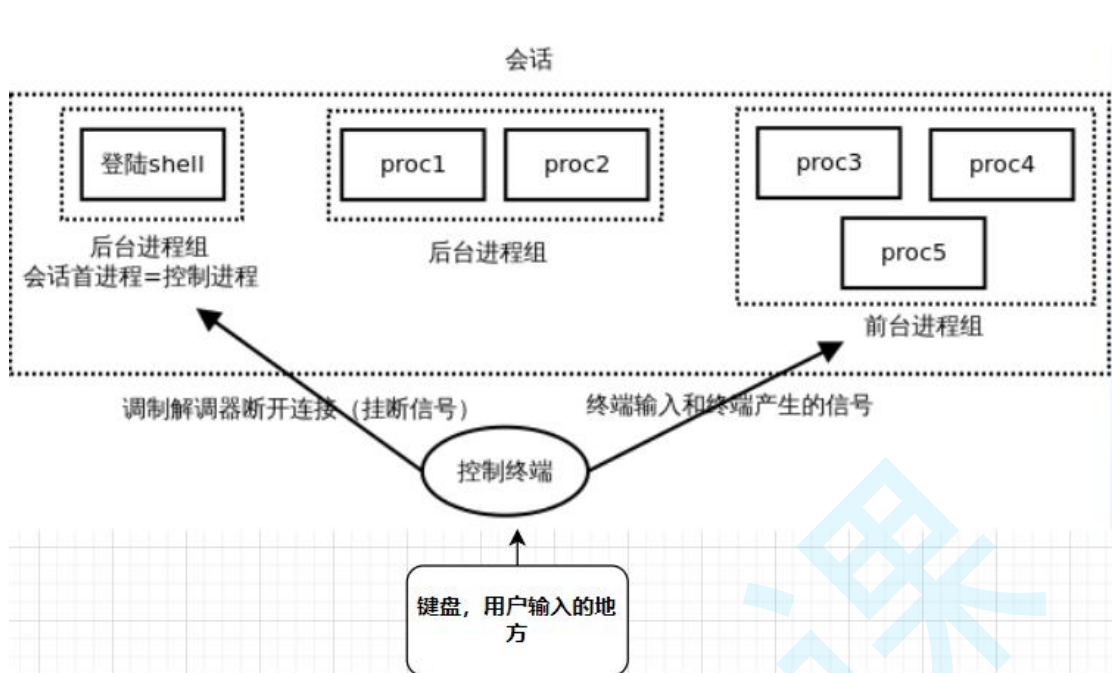 会话
登陆shell
proc1
proc2
proc3
proc4
proc5
后台进程组
会话首进程=控制进程
后台进程组
前台进程组
调制解调器断开连接（挂断信号）
终端输入和终端产生的信号
控制终端
键盘，用户输入的地
方
课